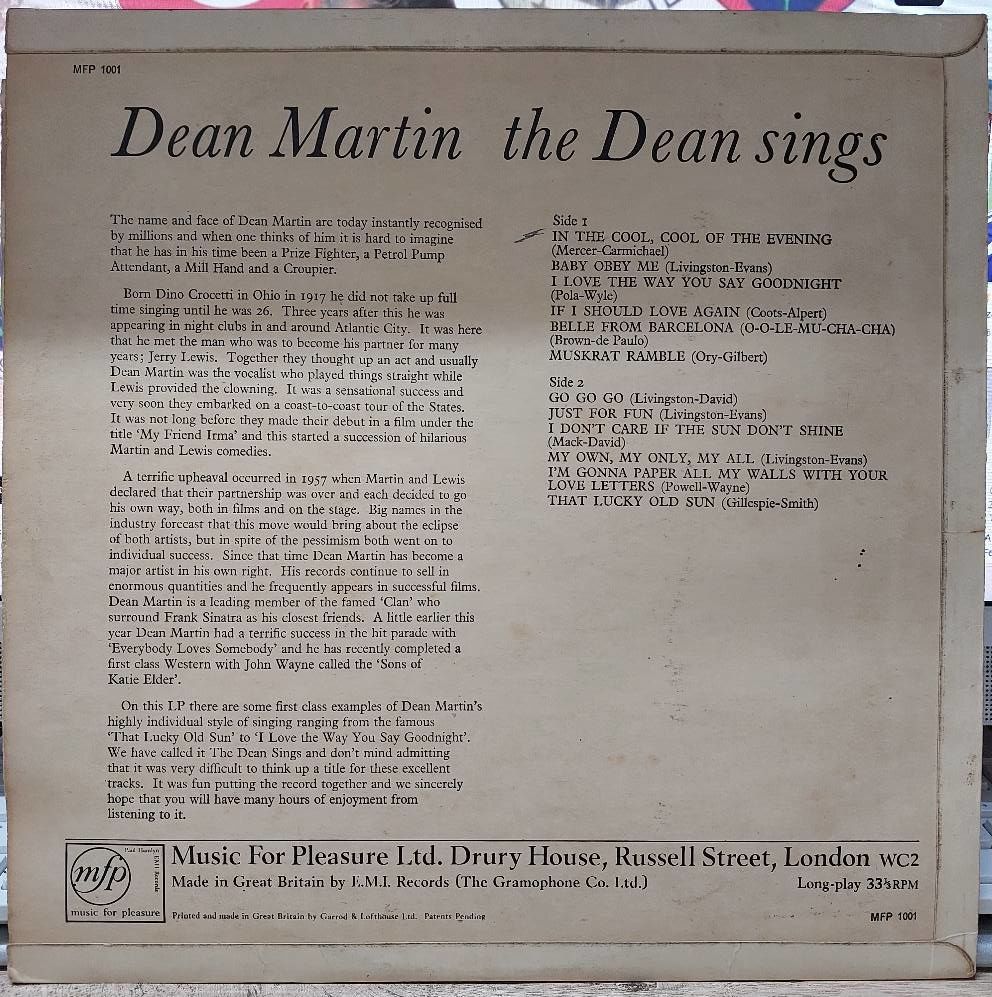 MFP 1001
Dean Martin the Dean sings
The name and face of Dean Martin are today instantly recognised
by millions and when one thinks of him it is hard to imagine
that he has in his time been a Prize Fighter, a Petrol Pump
Attendant, a Mill Hand and a Croupier.
Born Dino Crocetti in Ohio in 1917 he did not take up full
time singing until he was 26. Three years after this he was
appearing in night clubs in and around Atlantic City. It was here
that he met the man who was to become his partner for many
years; Jerry Lewis. Together they thought up an act and usually
Dean Martin was the vocalist who played things straight while
Lewis provided the clowning. It was a sensational success and
very soon they embarked on a coast-to-coast tour of the States.
It was not long before they made their debut in a film under the
title ‘My Friend Irma’ and this started a succession of hilarious
Martin and Lewis comedies.
A terrific upheaval occurred in 1957 when Martin and Lewis
declared that their partnership was over and each decided to go
his own way, both in films and on the stage. Big names in the
industry forecast that this move would bring about the eclipse
of both artists, but in spite of the pessimism both went on to
individual success. Since that time Dean Martin has become a
major artist in his own right. His records continue to sell in
enormous quantities and he frequently appears in successful films.
Dean Martin is a leading member of the famed ‘Clan’ who
surround Frank Sinatra as his closest friends. A little earlier this
year Dean Martin had a terrific success in the hit parade with
‘Everybody Loves Somebody’ and he has recently completed a
first class Western with John Wayne called the ‘Sons of
Katie Elder’.
On this LP there are some first class examples of Dean Martin’s
highly individual style of singing ranging from the famous
‘That Lucky Old Sun’ to ‘I Love the Way You Say Goodnight’.
We have called it The Dean Sings and don’t mind admitting
that it was very difficult to think up a title for these excellent
tracks. It was fun putting the record together and we sincerely
hope that you will have many hours of enjoyment from
listening to it.
Side 1
IN THE COOL, COOL OF THE EVENING
(Mercer-Carmichael)
BABY OBEY ME (Livingston-Evans)
I LOVE THE WAY YOU SAY GOODNIGHT
(Pola-Wyle)
IF I SHOULD LOVE AGAIN (Coots-Alpert)
BELLE FROM BARCELONA (O-O-LE-MU-CHA-CHA)
(Brown-de Paulo)
MUSKRAT RAMBLE (Ory-Gilbert)
Side 2
GO GO GO (Livingston-David)
JUST FOR FUN (Livingston-Evans)
I DON’T CARE IF THE SUN DON’T SHINE
(Mack-David)
MY OWN, MY ONLY, MY ALL (Livingston-Evans)
I’M GONNA PAPER ALL MY WALLS WITH YOUR
LOVE LETTERS (Powell-Wayne)
THAT LUCKY OLD SUN (Gillespie-Smith)
Paul Hamlyn
EMI Records
mfp
music for pleasure
Music For Pleasure Ltd. Drury House, Russell Street, London WC2
Made in Great Britain by E.M.I. Records (The Gramophone Co. Ltd.)
Long-play 33⅓RPM
Printed and made in Great Britain by Garrod & Lofthouse Ltd. Patents Pending
MFP 1001